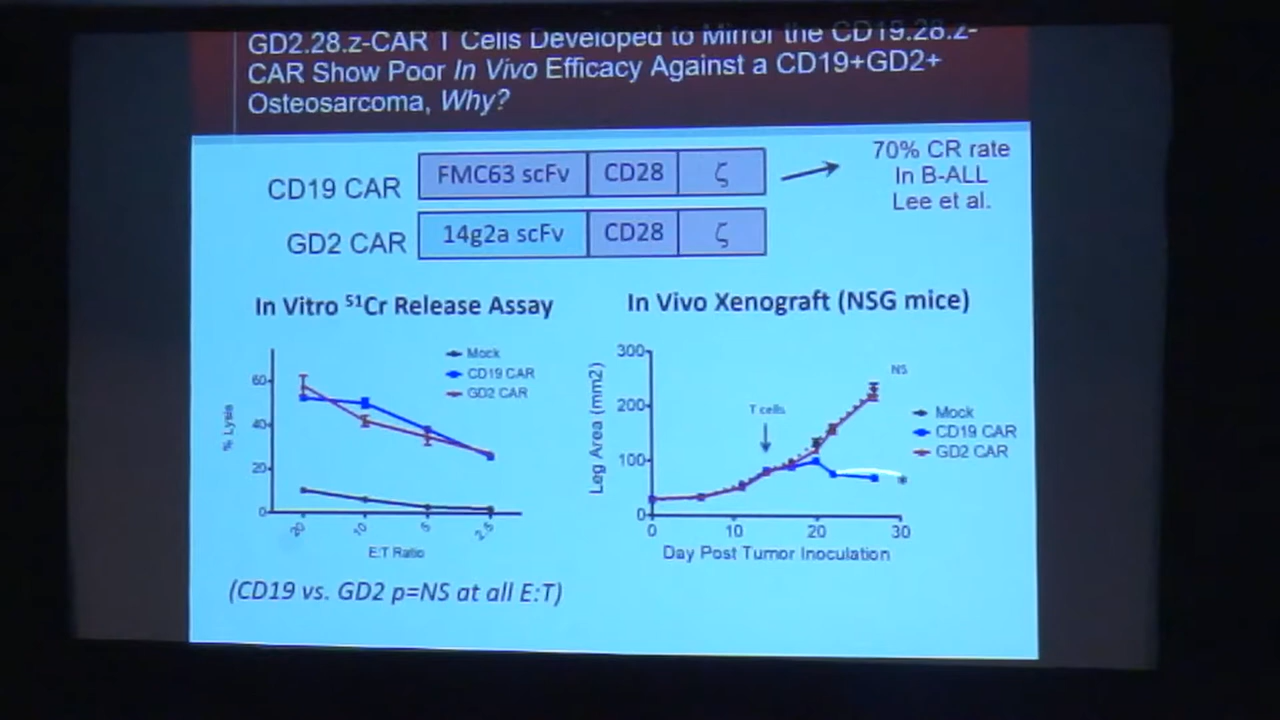 GD2.28.z-CAR T Cells Developed to Mirror the CD19.28.z-
CAR Show Poor In Vivo Efficacy Against a CD19+GD2+
Osteosarcoma, Why?
CD19 CAR
FMC63 scFv
CD28
ζ
GD2 CAR
14g2a scFv
CD28
ζ
70% CR rate
In B-ALL
Lee et al.
In Vitro ⁵¹Cr Release Assay
% Lysis
60
40
20
0
20
10
5
2.5
E:T Ratio
Mock
CD19 CAR
GD2 CAR
(CD19 vs. GD2 p=NS at all E:T)
In Vivo Xenograft (NSG mice)
Leg Area (mm2)
300
200
100
0
T cells
NS
*
0
10
20
30
Day Post Tumor Inoculation
Mock
CD19 CAR
GD2 CAR